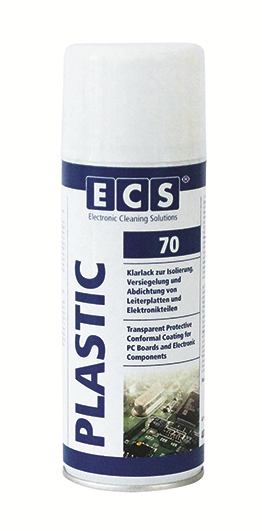 ECS®
Electronic Cleaning Solutions
70
PLASTIC
Klarlack zur Isolierung,
Versiegelung und
Abdichtung von
Leiterplatten und
Elektronikteilen
Transparent Protective
Conformal Coating for
PC Boards and Electronic
Components